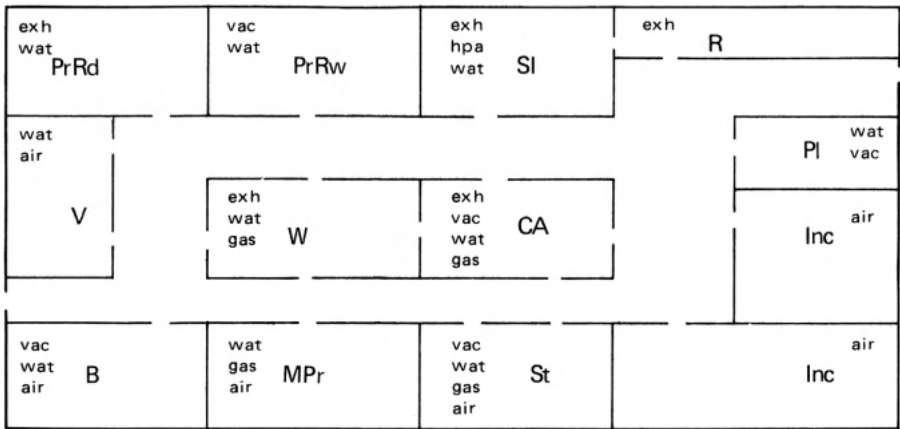 exh
wat
PrRd
vac
wat
PrRw
exh
hpa
wat
SI
exh
R
wat
air
V
exh
wat
gas
W
exh
vac
wat
gas
CA
wat
vac
PI
air
Inc
vac
wat
air
B
wat
gas
air
MPr
vac
wat
gas
air
St
air
Inc